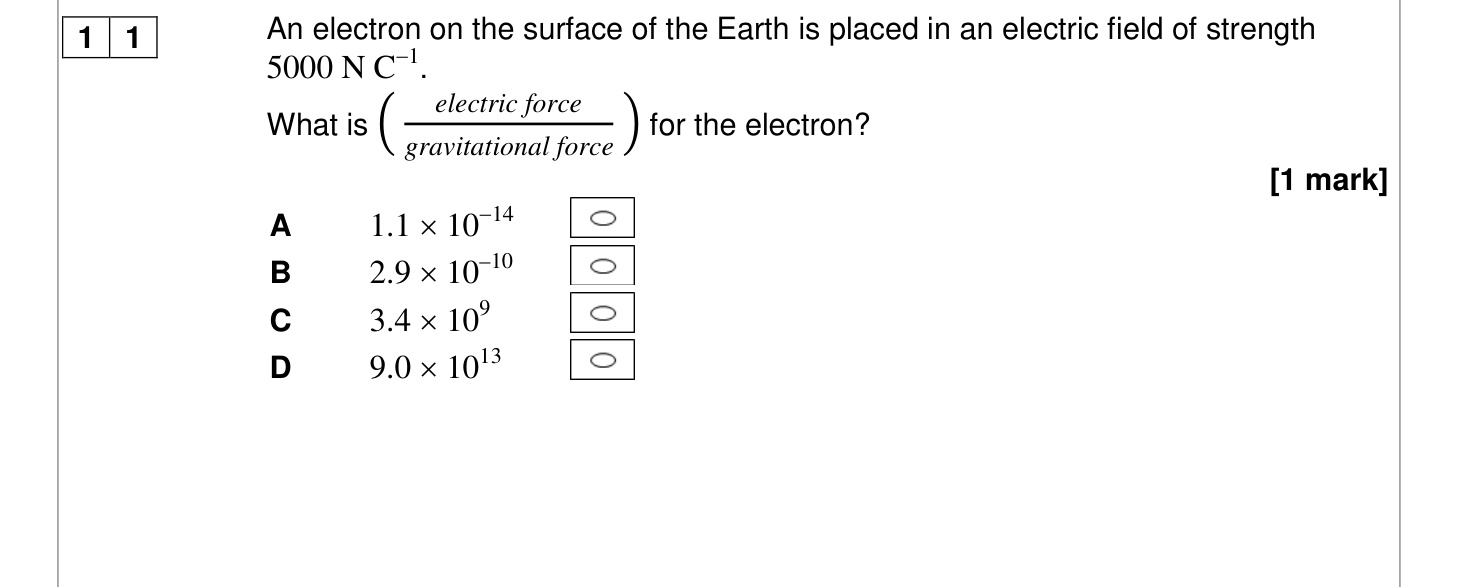 1 1 An electron on the surface of the Earth is placed in an electric field of strength
5000 N C⁻¹.
What is (electric force / gravitational force) for the electron?
[1 mark]
A 1.1 × 10⁻¹⁴
B 2.9 × 10⁻¹⁰
C 3.4 × 10⁹
D 9.0 × 10¹³